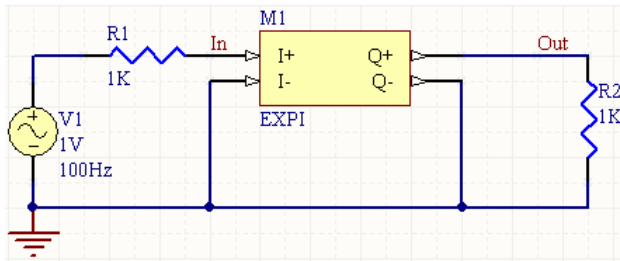 M1
R1
In
I+
Q+
Out
1K
I-
Q-
R2
1K
V1
EXPI
1V
100Hz